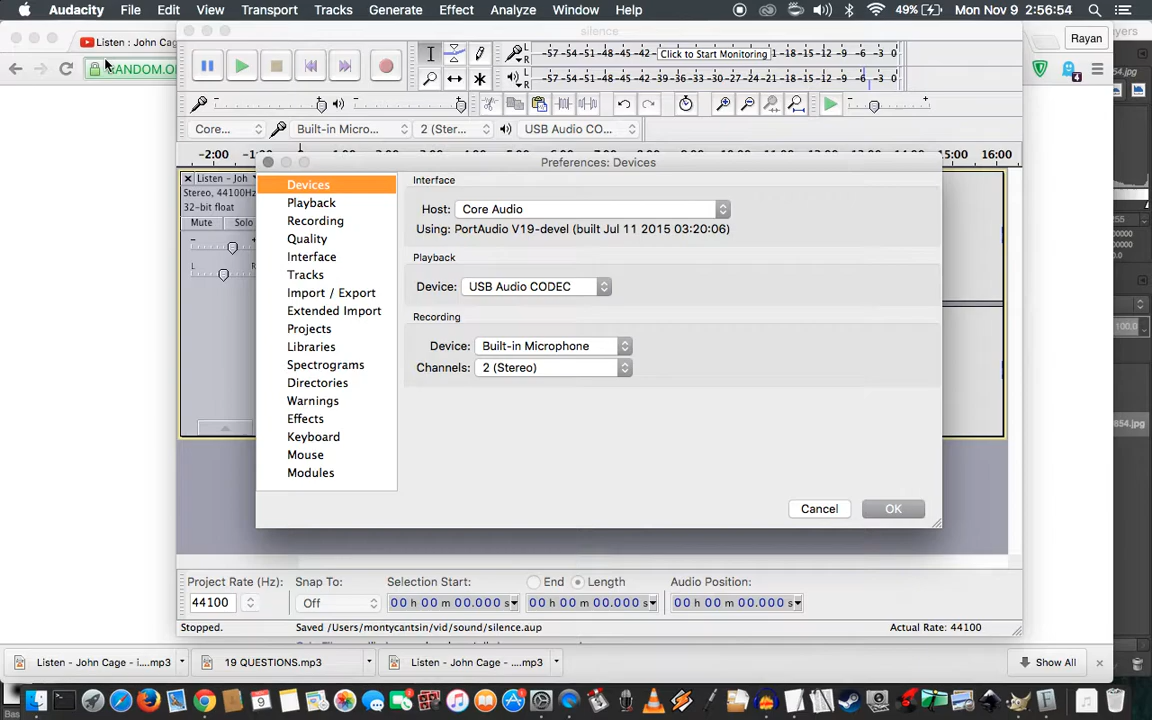 Audacity File Edit View Transport Tracks Generate Effect Analyze Window Help 49% Mon Nov 9 2:56:54
Listen : John Cag
silence
Rayan
RANDOM.O
-57 -54 -51 -48 -45 -42 Click to Start Monitoring 1 -18 -15 -12 -9 -6 -3 0
-57 -54 -51 -48 -45 -42 -39 -36 -33 -30 -27 -24 -21 -18 -15 -12 -9 -6 -3 0
Core... Built-in Micro... 2 (Ster... USB Audio CO...
-2:00 -1:00 15:00 16:00
Preferences: Devices
Listen - Joh
Stereo, 44100Hz
32-bit float
Mute Solo
L R
Devices
Playback
Recording
Quality
Interface
Tracks
Import / Export
Extended Import
Projects
Libraries
Spectrograms
Directories
Warnings
Effects
Keyboard
Mouse
Modules
Interface
Host: Core Audio
Using: PortAudio V19-devel (built Jul 11 2015 03:20:06)
Playback
Device: USB Audio CODEC
Recording
Device: Built-in Microphone
Channels: 2 (Stereo)
Cancel OK
100.0
854.jpg
Project Rate (Hz): Snap To: Selection Start: End Length Audio Position:
44100 Off 00 h 00 m 00.000 s 00 h 00 m 00.000 s 00 h 00 m 00.000 s
Stopped. Saved /Users/montycantsin/vid/sound/silence.aup Actual Rate: 44100
Listen - John Cage - i....mp3 19 QUESTIONS.mp3 Listen - John Cage - ....mp3 Show All